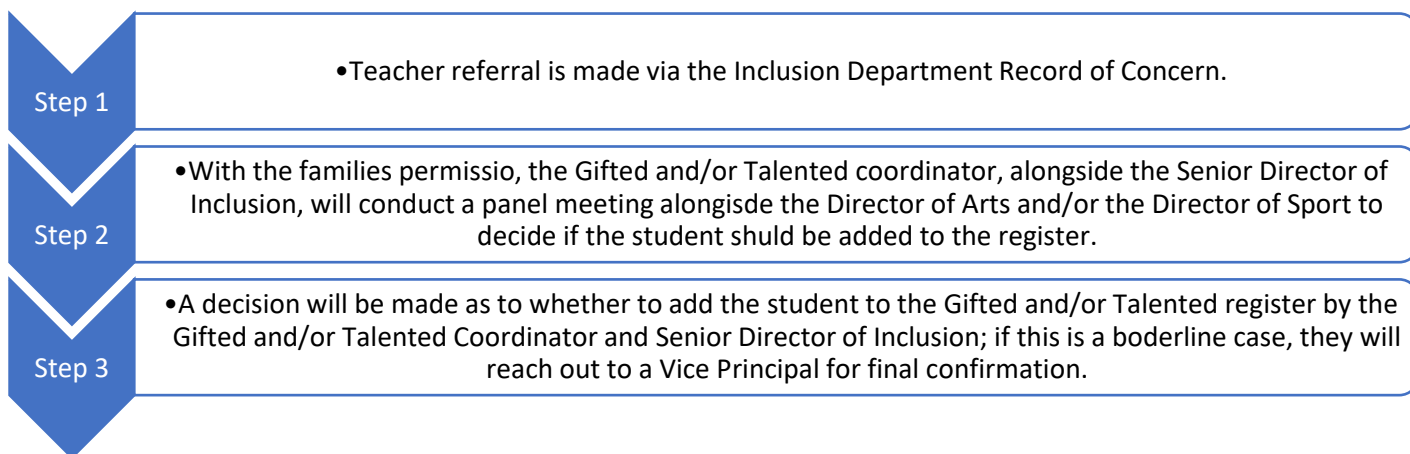 Step 1
•Teacher referral is made via the Inclusion Department Record of Concern.
Step 2
•With the families permissio, the Gifted and/or Talented coordinator, alongside the Senior Director of
Inclusion, will conduct a panel meeting alongisde the Director of Arts and/or the Director of Sport to
decide if the student shuld be added to the register.
Step 3
•A decision will be made as to whether to add the student to the Gifted and/or Talented register by the
Gifted and/or Talented Coordinator and Senior Director of Inclusion; if this is a boderline case, they will
reach out to a Vice Principal for final confirmation.